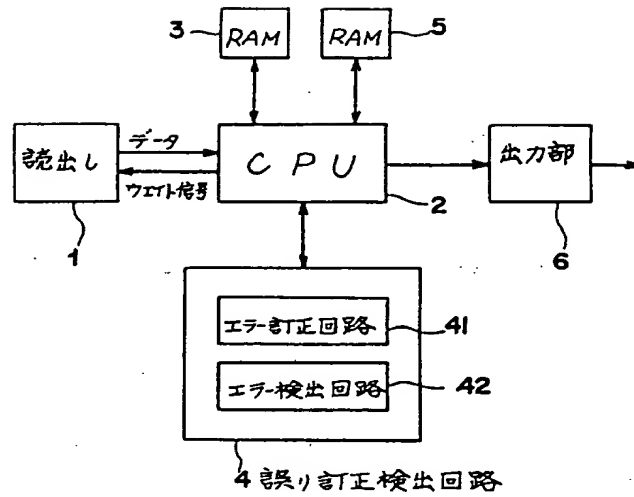 3
RAM
RAM
5
読出し
データ
ウエイト信号
CPU
出力部
1
2
6
エラー訂正回路
41
エラー検出回路
42
4 誤り訂正検出回路